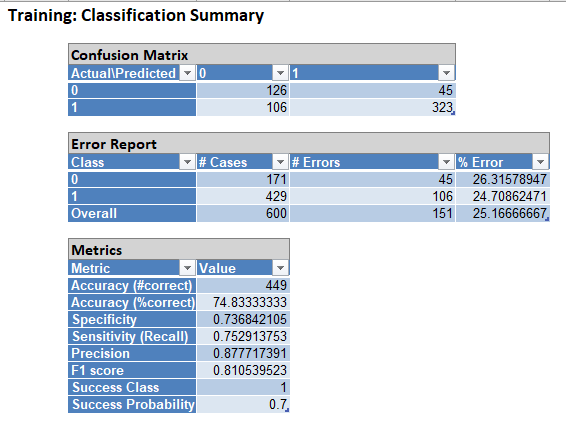 Training: Classification Summary
Confusion Matrix
Actual\Predicted 0 1
0 126 45
1 106 323
Error Report
Class # Cases # Errors % Error
0 171 45 26.31578947
1 429 106 24.70862471
Overall 600 151 25.16666667
Metrics
Metric Value
Accuracy (#correct) 449
Accuracy (%correct) 74.83333333
Specificity 0.736842105
Sensitivity (Recall) 0.752913753
Precision 0.877717391
F1 score 0.810539523
Success Class 1
Success Probability 0.7